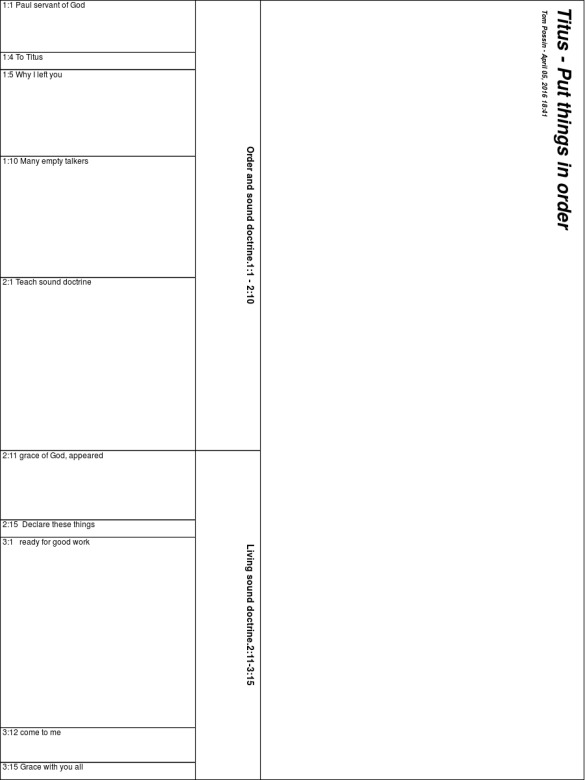 Titus - Put things in order
Tom Possin - April 05, 2016 18:41
Order and sound doctrine.1:1 - 2:10
Living sound doctrine.2:11-3:15
1:1 Paul servant of God
1:4 To Titus
1:5 Why I left you
1:10 Many empty talkers
2:1 Teach sound doctrine
2:11 grace of God, appeared
2:15 Declare these things
3:1 ready for good work
3:12 come to me
3:15 Grace with you all